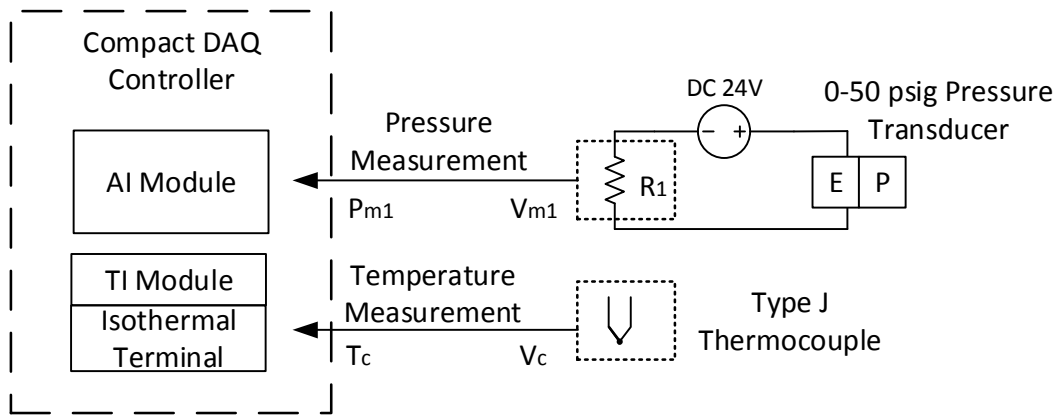 Compact DAQ
Controller
AI Module
TI Module
Isothermal
Terminal
Pressure
Measurement
Pm1
Vm1
Temperature
Measurement
Tc
Vc
DC 24V
R1
0-50 psig Pressure
Transducer
E P
Type J
Thermocouple